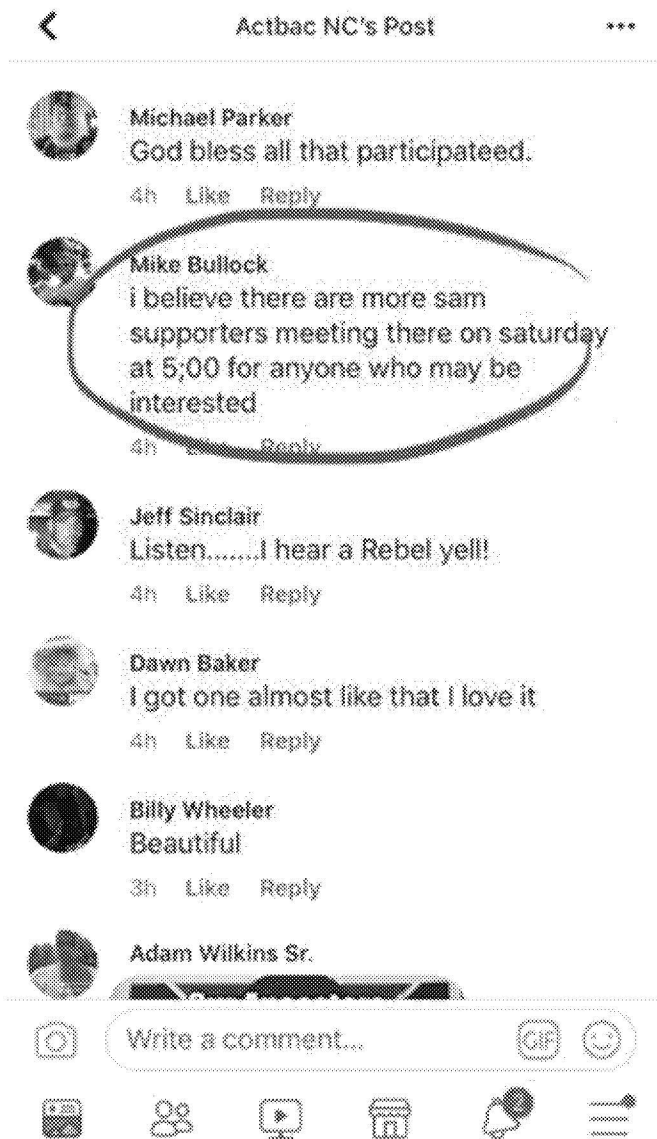 Actbac NC's Post
Michael Parker
God bless all that participateed.
4h Like Reply
Mike Bullock
i believe there are more sam
supporters meeting there on saturday
at 5;00 for anyone who may be
interested
4h Like Reply
Jeff Sinclair
Listen.......I hear a Rebel yell!
4h Like Reply
Dawn Baker
I got one almost like that I love it
4h Like Reply
Billy Wheeler
Beautiful
3h Like Reply
Adam Wilkins Sr.
Write a comment...
GIF